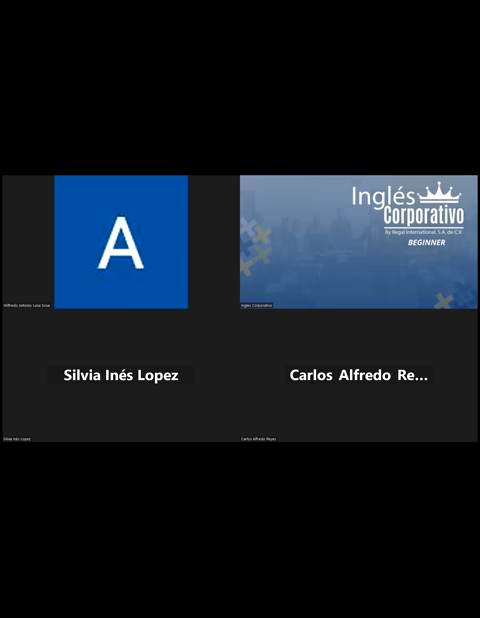 A
Wilfredo Antonio Luna Sosa
Inglés
Corporativo
By Regal International, S.A. de C.V.
BEGINNER
Inglés Corporativo
Silvia Inés Lopez
Carlos Alfredo Re...
Silvia Inés Lopez
Carlos Alfredo Reyes